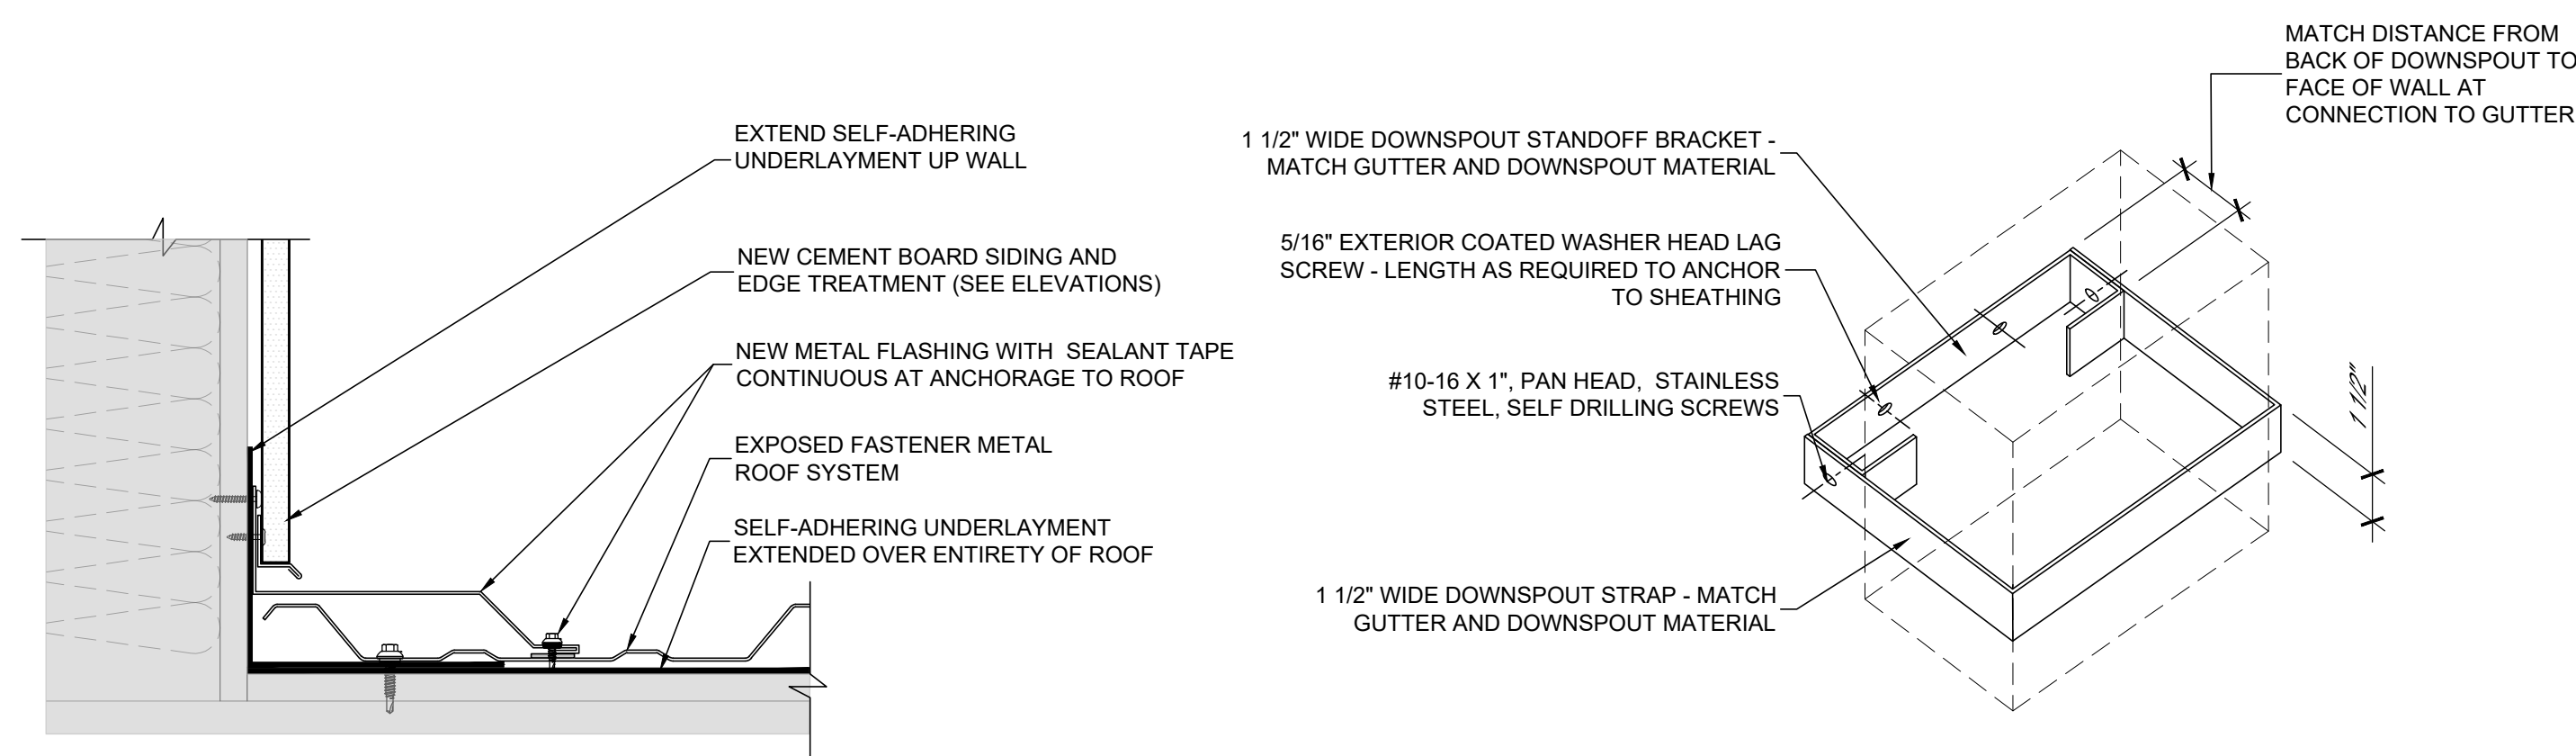 EXTEND SELF-ADHERING
UNDERLAYMENT UP WALL
NEW CEMENT BOARD SIDING AND
EDGE TREATMENT (SEE ELEVATIONS)
NEW METAL FLASHING WITH SEALANT TAPE
CONTINUOUS AT ANCHORAGE TO ROOF
EXPOSED FASTENER METAL
ROOF SYSTEM
SELF-ADHERING UNDERLAYMENT
EXTENDED OVER ENTIRETY OF ROOF
MATCH DISTANCE FROM
BACK OF DOWNSPOUT TO
FACE OF WALL AT
CONNECTION TO GUTTER
1 1/2" WIDE DOWNSPOUT STANDOFF BRACKET -
MATCH GUTTER AND DOWNSPOUT MATERIAL
5/16" EXTERIOR COATED WASHER HEAD LAG
SCREW - LENGTH AS REQUIRED TO ANCHOR
TO SHEATHING
#10-16 X 1", PAN HEAD, STAINLESS
STEEL, SELF DRILLING SCREWS
1 1/2"
1 1/2" WIDE DOWNSPOUT STRAP - MATCH
GUTTER AND DOWNSPOUT MATERIAL